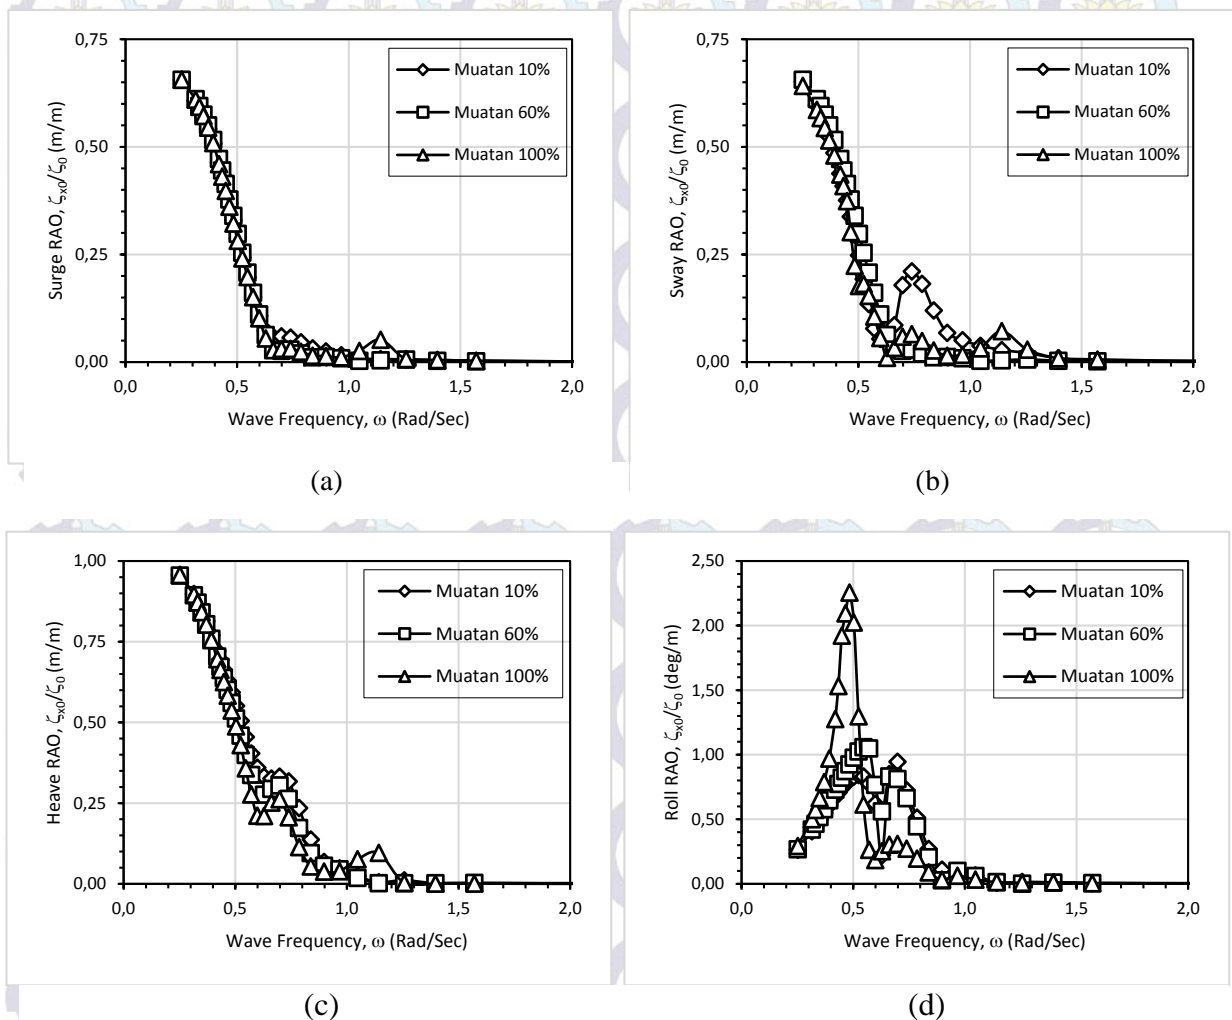 0,75
0,50
0,25
0,00
Surge RAO, ζx0/ζ0 (m/m)
Muatan 10%
Muatan 60%
Muatan 100%
0,0 0,5 1,0 1,5 2,0
Wave Frequency, ω (Rad/Sec)
(a)
0,75
0,50
0,25
0,00
Sway RAO, ζx0/ζ0 (m/m)
Muatan 10%
Muatan 60%
Muatan 100%
0,0 0,5 1,0 1,5 2,0
Wave Frequency, ω (Rad/Sec)
(b)
1,00
0,75
0,50
0,25
0,00
Heave RAO, ζx0/ζ0 (m/m)
Muatan 10%
Muatan 60%
Muatan 100%
0,0 0,5 1,0 1,5 2,0
Wave Frequency, ω (Rad/Sec)
(c)
2,50
2,00
1,50
1,00
0,50
0,00
Roll RAO, ζx0/ζ0 (deg/m)
Muatan 10%
Muatan 60%
Muatan 100%
0,0 0,5 1,0 1,5 2,0
Wave Frequency, ω (Rad/Sec)
(d)